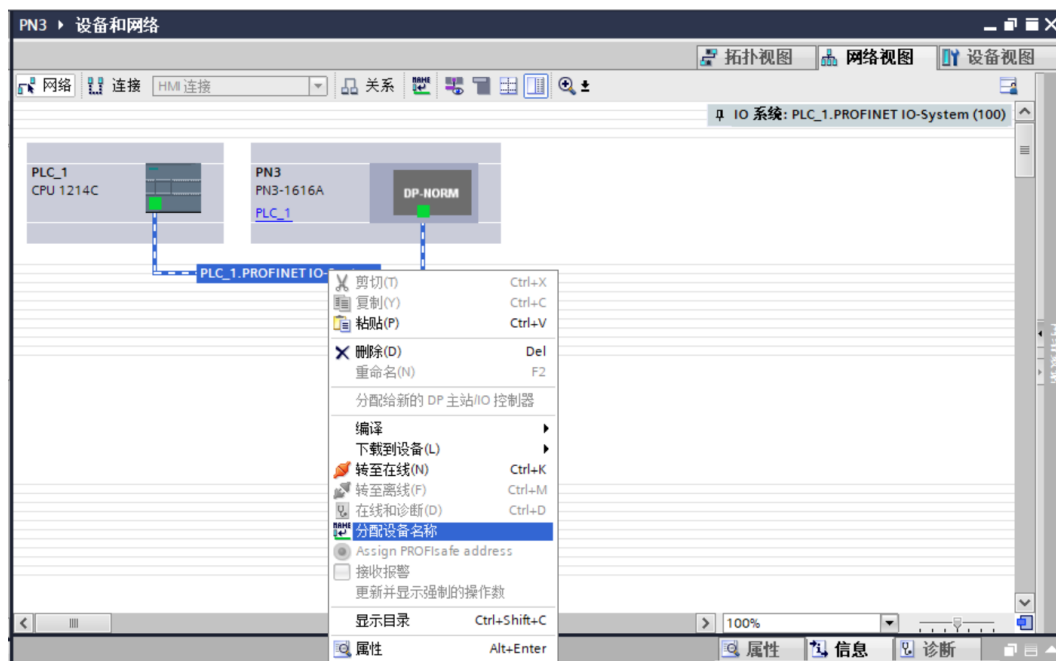 PN3 ▸ 设备和网络
拓扑视图 网络视图 设备视图
网络 连接 HMI 连接 关系
IO 系统: PLC_1.PROFINET IO-System (100)
PLC_1
CPU 1214C
PN3
PN3-1616A
PLC_1
DP-NORM
PLC_1.PROFINET IO-
剪切(T) Ctrl+X
复制(Y) Ctrl+C
粘贴(P) Ctrl+V
删除(D) Del
重命名(N) F2
分配给新的 DP 主站/IO 控制器
编译
下载到设备(L)
转至在线(N) Ctrl+K
转至离线(F) Ctrl+M
在线和诊断(D) Ctrl+D
分配设备名称
Assign PROFIsafe address
接收报警
更新并显示强制的操作数
显示目录 Ctrl+Shift+C
属性 Alt+Enter
100%
属性 信息 诊断